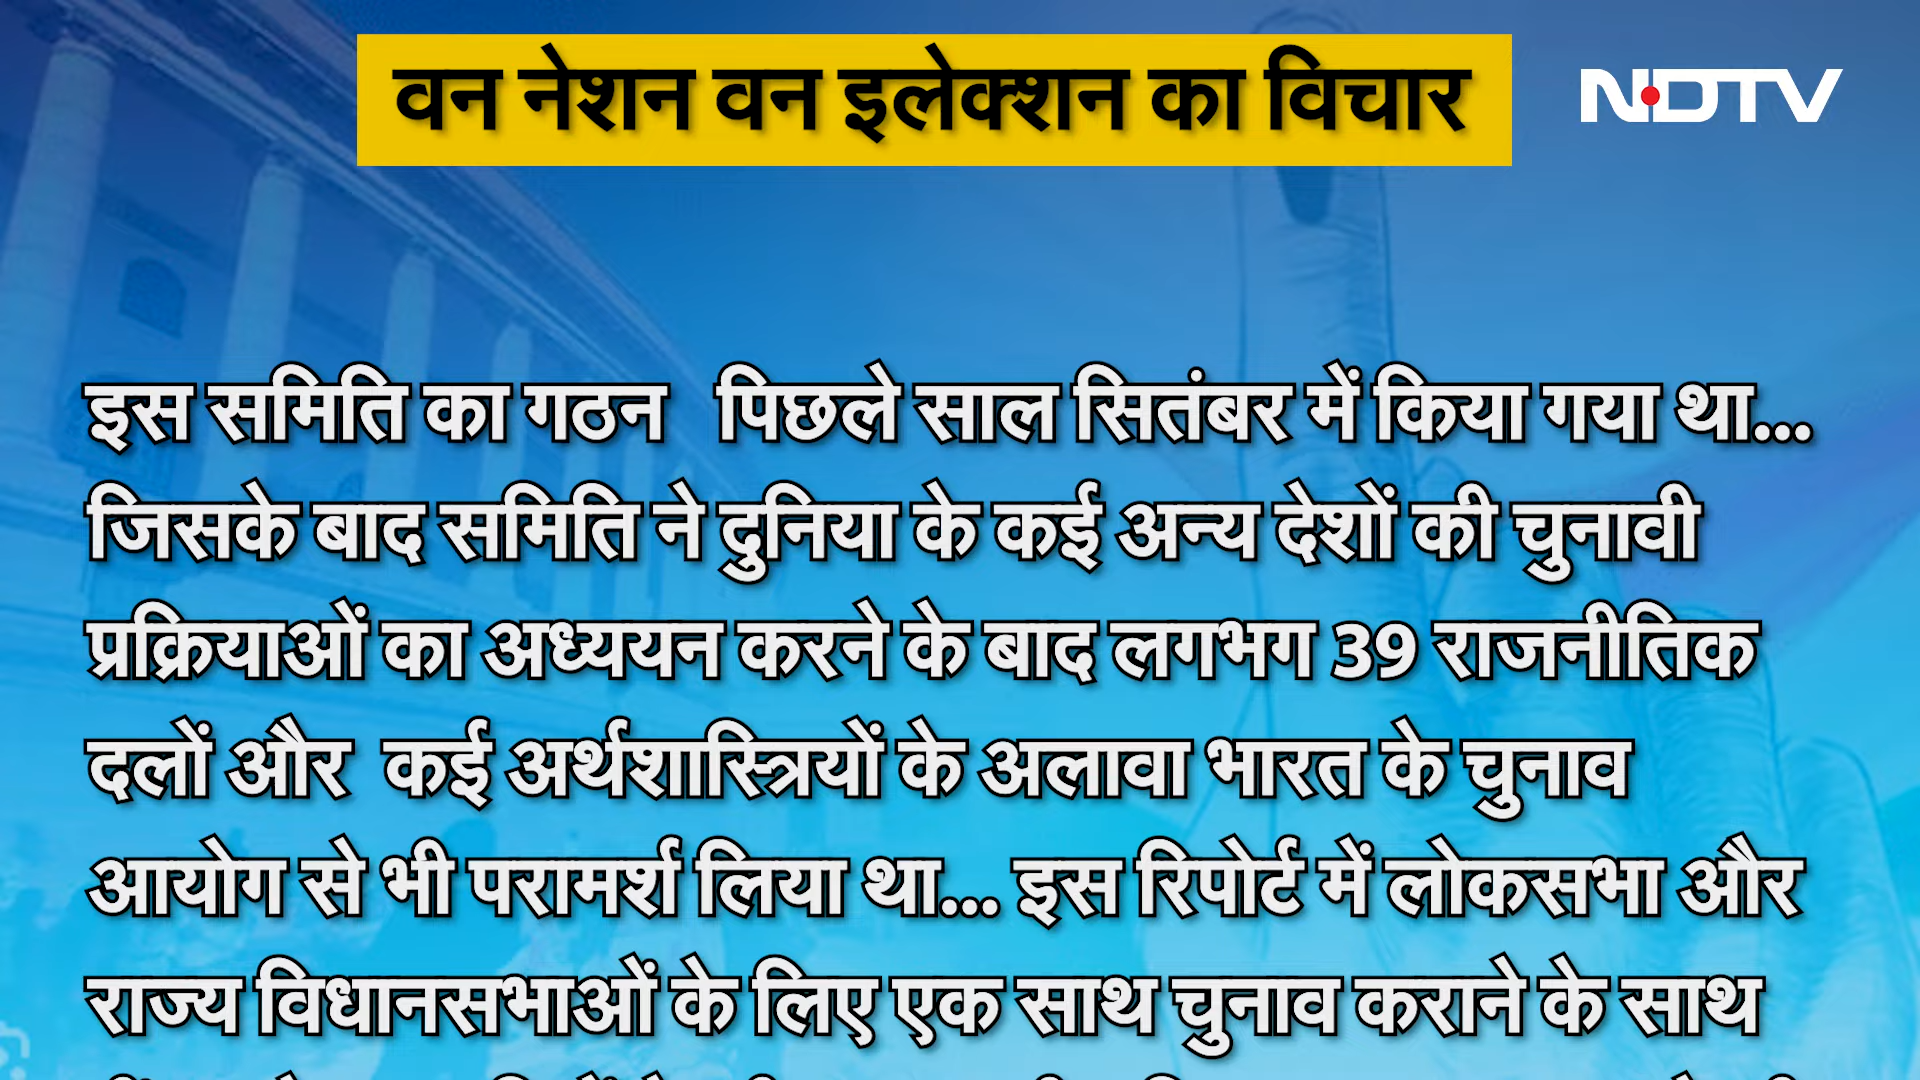 वन नेशन वन इलेक्शन का विचार
NDTV
इस समिति का गठन पिछले साल सितंबर में किया गया था...
जिसके बाद समिति ने दुनिया के कई अन्य देशों की चुनावी
प्रक्रियाओं का अध्ययन करने के बाद लगभग 39 राजनीतिक
दलों और कई अर्थशास्त्रियों के अलावा भारत के चुनाव
आयोग से भी परामर्श लिया था... इस रिपोर्ट में लोकसभा और
राज्य विधानसभाओं के लिए एक साथ चुनाव कराने के साथ